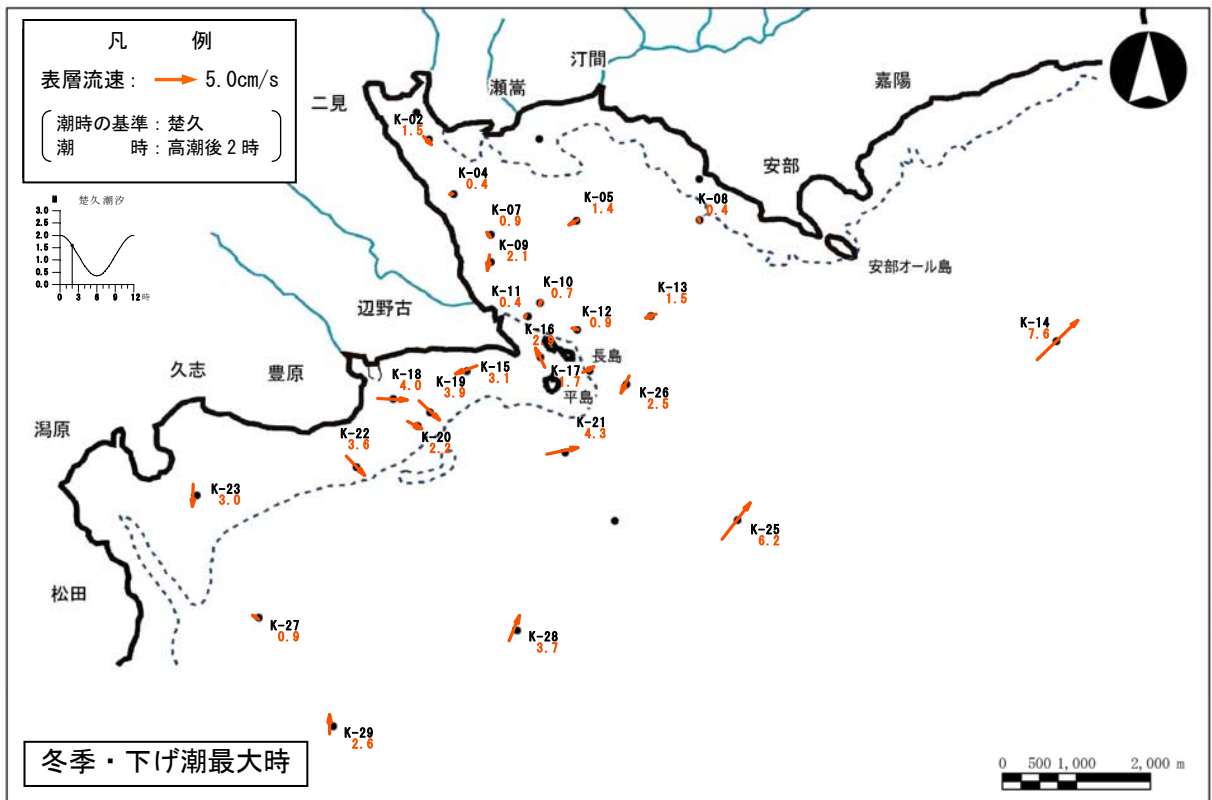 凡 例
表層流速： 5.0cm/s
潮時の基準：楚久
潮 時：高潮後2時
M 楚久潮汐
3.0
2.5
2.0
1.5
1.0
0.5
0.0
0 3 6 9 12時
二見
瀬嵩
汀間
嘉陽
安部
安部オール島
辺野古
久志
豊原
潟原
松田
長島
平島
K-02
1.5
K-04
0.4
K-05
1.4
K-08
0.4
K-07
0.9
K-09
2.1
K-10
0.7
K-11
0.4
K-12
0.9
K-13
1.5
K-14
7.6
K-16
2.9
K-15
3.1
K-17
1.7
K-18
4.0
K-19
3.9
K-26
2.5
K-20
2.2
K-21
4.3
K-22
3.6
K-23
3.0
K-25
6.2
K-27
0.9
K-28
3.7
K-29
2.6
冬季・下げ潮最大時
0 500 1,000 2,000 m